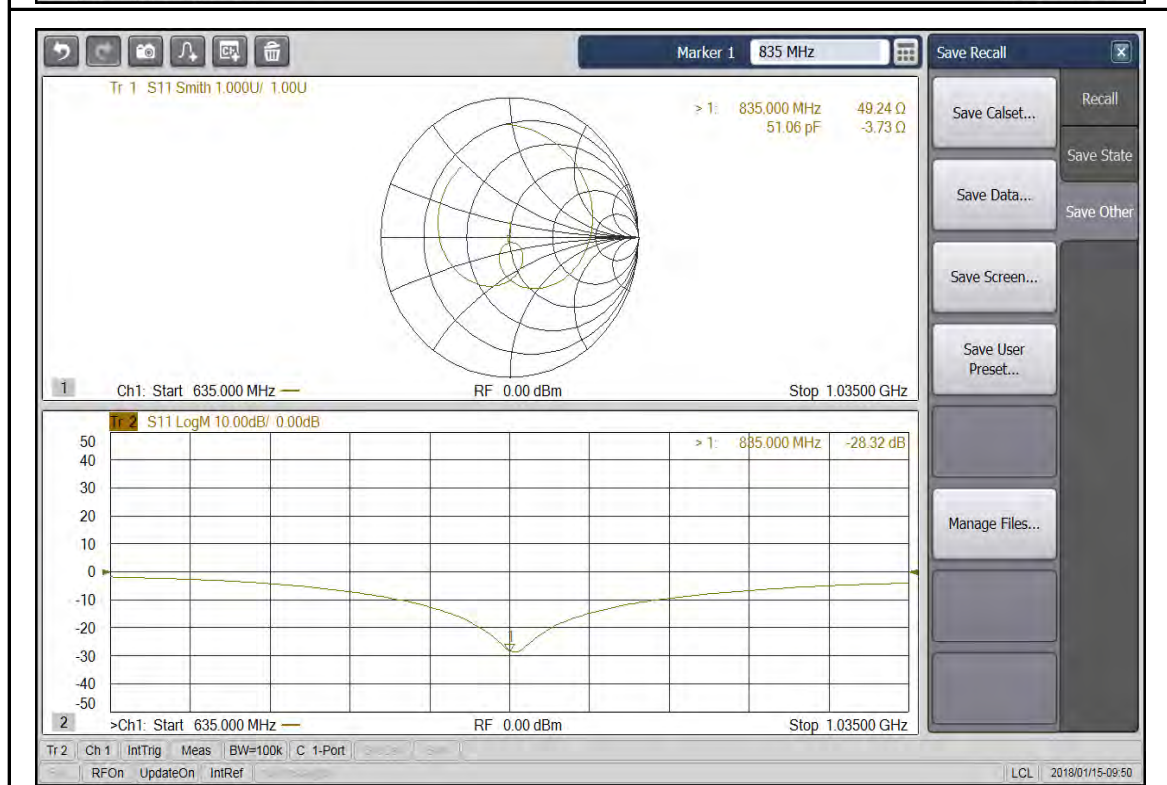 Marker 1 835 MHz
Save Recall
Recall
Save State
Save Other
Save Calset...
Save Data...
Save Screen...
Save User
Preset...
Manage Files...
Tr 1 S11 Smith 1.000U/ 1.00U
> 1: 835.000 MHz 49.24 Ω
51.06 pF -3.73 Ω
1 Ch1: Start 635.000 MHz — RF 0.00 dBm Stop 1.03500 GHz
Tr 2 S11 LogM 10.00dB/ 0.00dB
> 1: 835.000 MHz -28.32 dB
50
40
30
20
10
0
-10
-20
-30
-40
-50
1
2 >Ch1: Start 635.000 MHz — RF 0.00 dBm Stop 1.03500 GHz
Tr 2 Ch 1 IntTrig Meas BW=100k C 1-Port
RFOn UpdateOn IntRef
LCL 2018/01/15-09:50